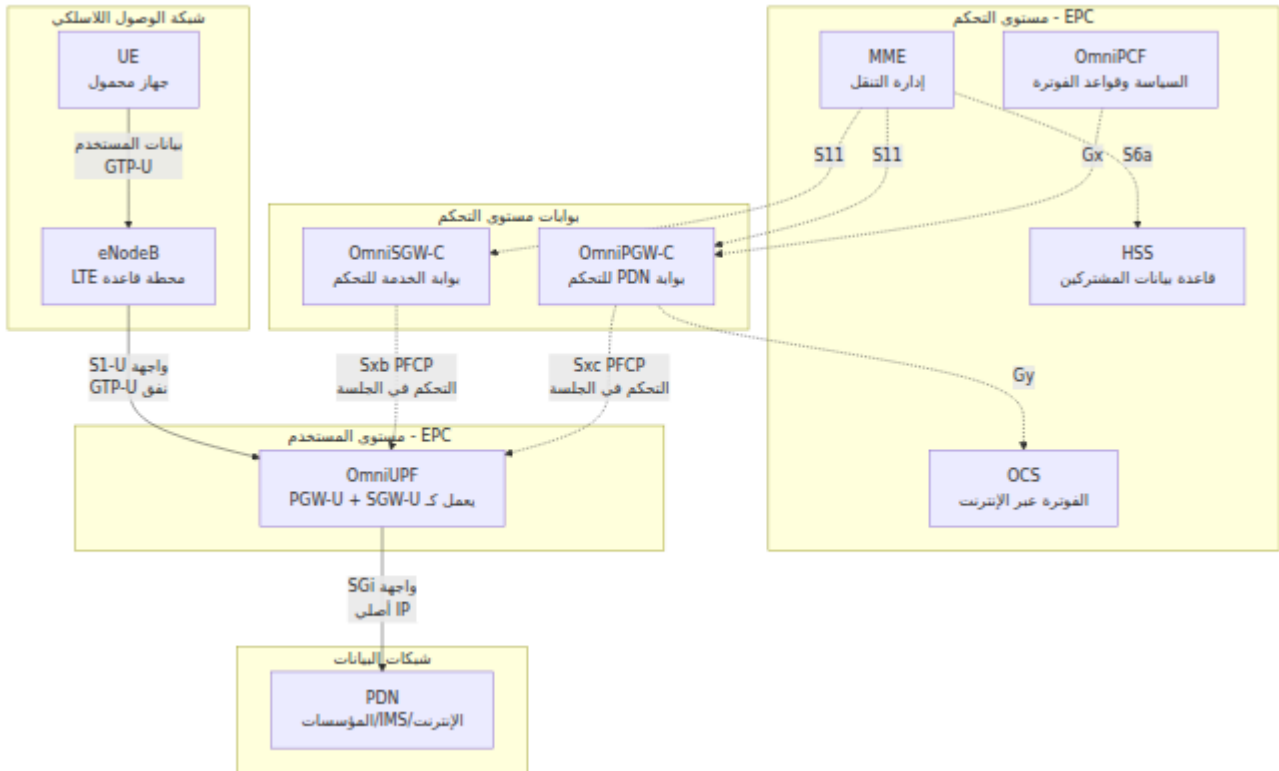 شبكة الوصول اللاسلكي
UE
جهاز محمول
بيانات المستخدم
GTP-U
eNodeB
محطة قاعدة LTE
EPC - مستوى التحكم
MME
إدارة التنقل
OmniPCF
السياسة وقواعد الفوترة
S11
S11
Gx
S6a
HSS
قاعدة بيانات المشتركين
بوابات مستوى التحكم
OmniSGW-C
بوابة الخدمة للتحكم
OmniPGW-C
بوابة PDN للتحكم
واجهة S1-U
نفق GTP-U
Sxb PFCP
التحكم في الجلسة
Sxc PFCP
التحكم في الجلسة
Gy
OCS
الفوترة عبر الإنترنت
EPC - مستوى المستخدم
OmniUPF
يعمل كـ PGW-U + SGW-U
واجهة SGi
IP أصلي
شبكات البيانات
PDN
الإنترنت/IMS/المؤسسات